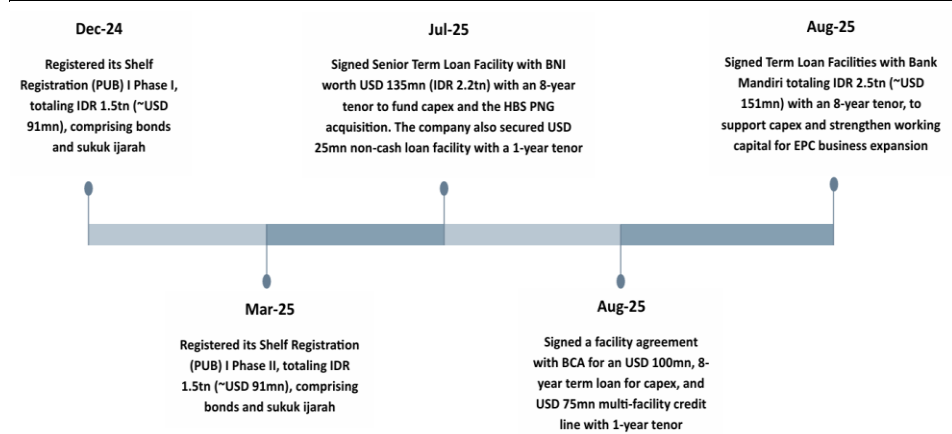 Dec-24
Registered its Shelf
Registration (PUB) I Phase I,
totaling IDR 1.5tn (~USD
91mn), comprising bonds
and sukuk ijarah
Jul-25
Signed Senior Term Loan Facility with BNI
worth USD 135mn (IDR 2.2tn) with an 8-year
tenor to fund capex and the HBS PNG
acquisition. The company also secured USD
25mn non-cash loan facility with a 1-year tenor
Aug-25
Signed Term Loan Facilities with Bank
Mandiri totaling IDR 2.5tn (~USD
151mn) with an 8-year tenor, to
support capex and strengthen working
capital for EPC business expansion
Mar-25
Registered its Shelf Registration
(PUB) I Phase II, totaling IDR
1.5tn (~USD 91mn), comprising
bonds and sukuk ijarah
Aug-25
Signed a facility agreement
with BCA for an USD 100mn, 8-
year term loan for capex, and
USD 75mn multi-facility credit
line with 1-year tenor